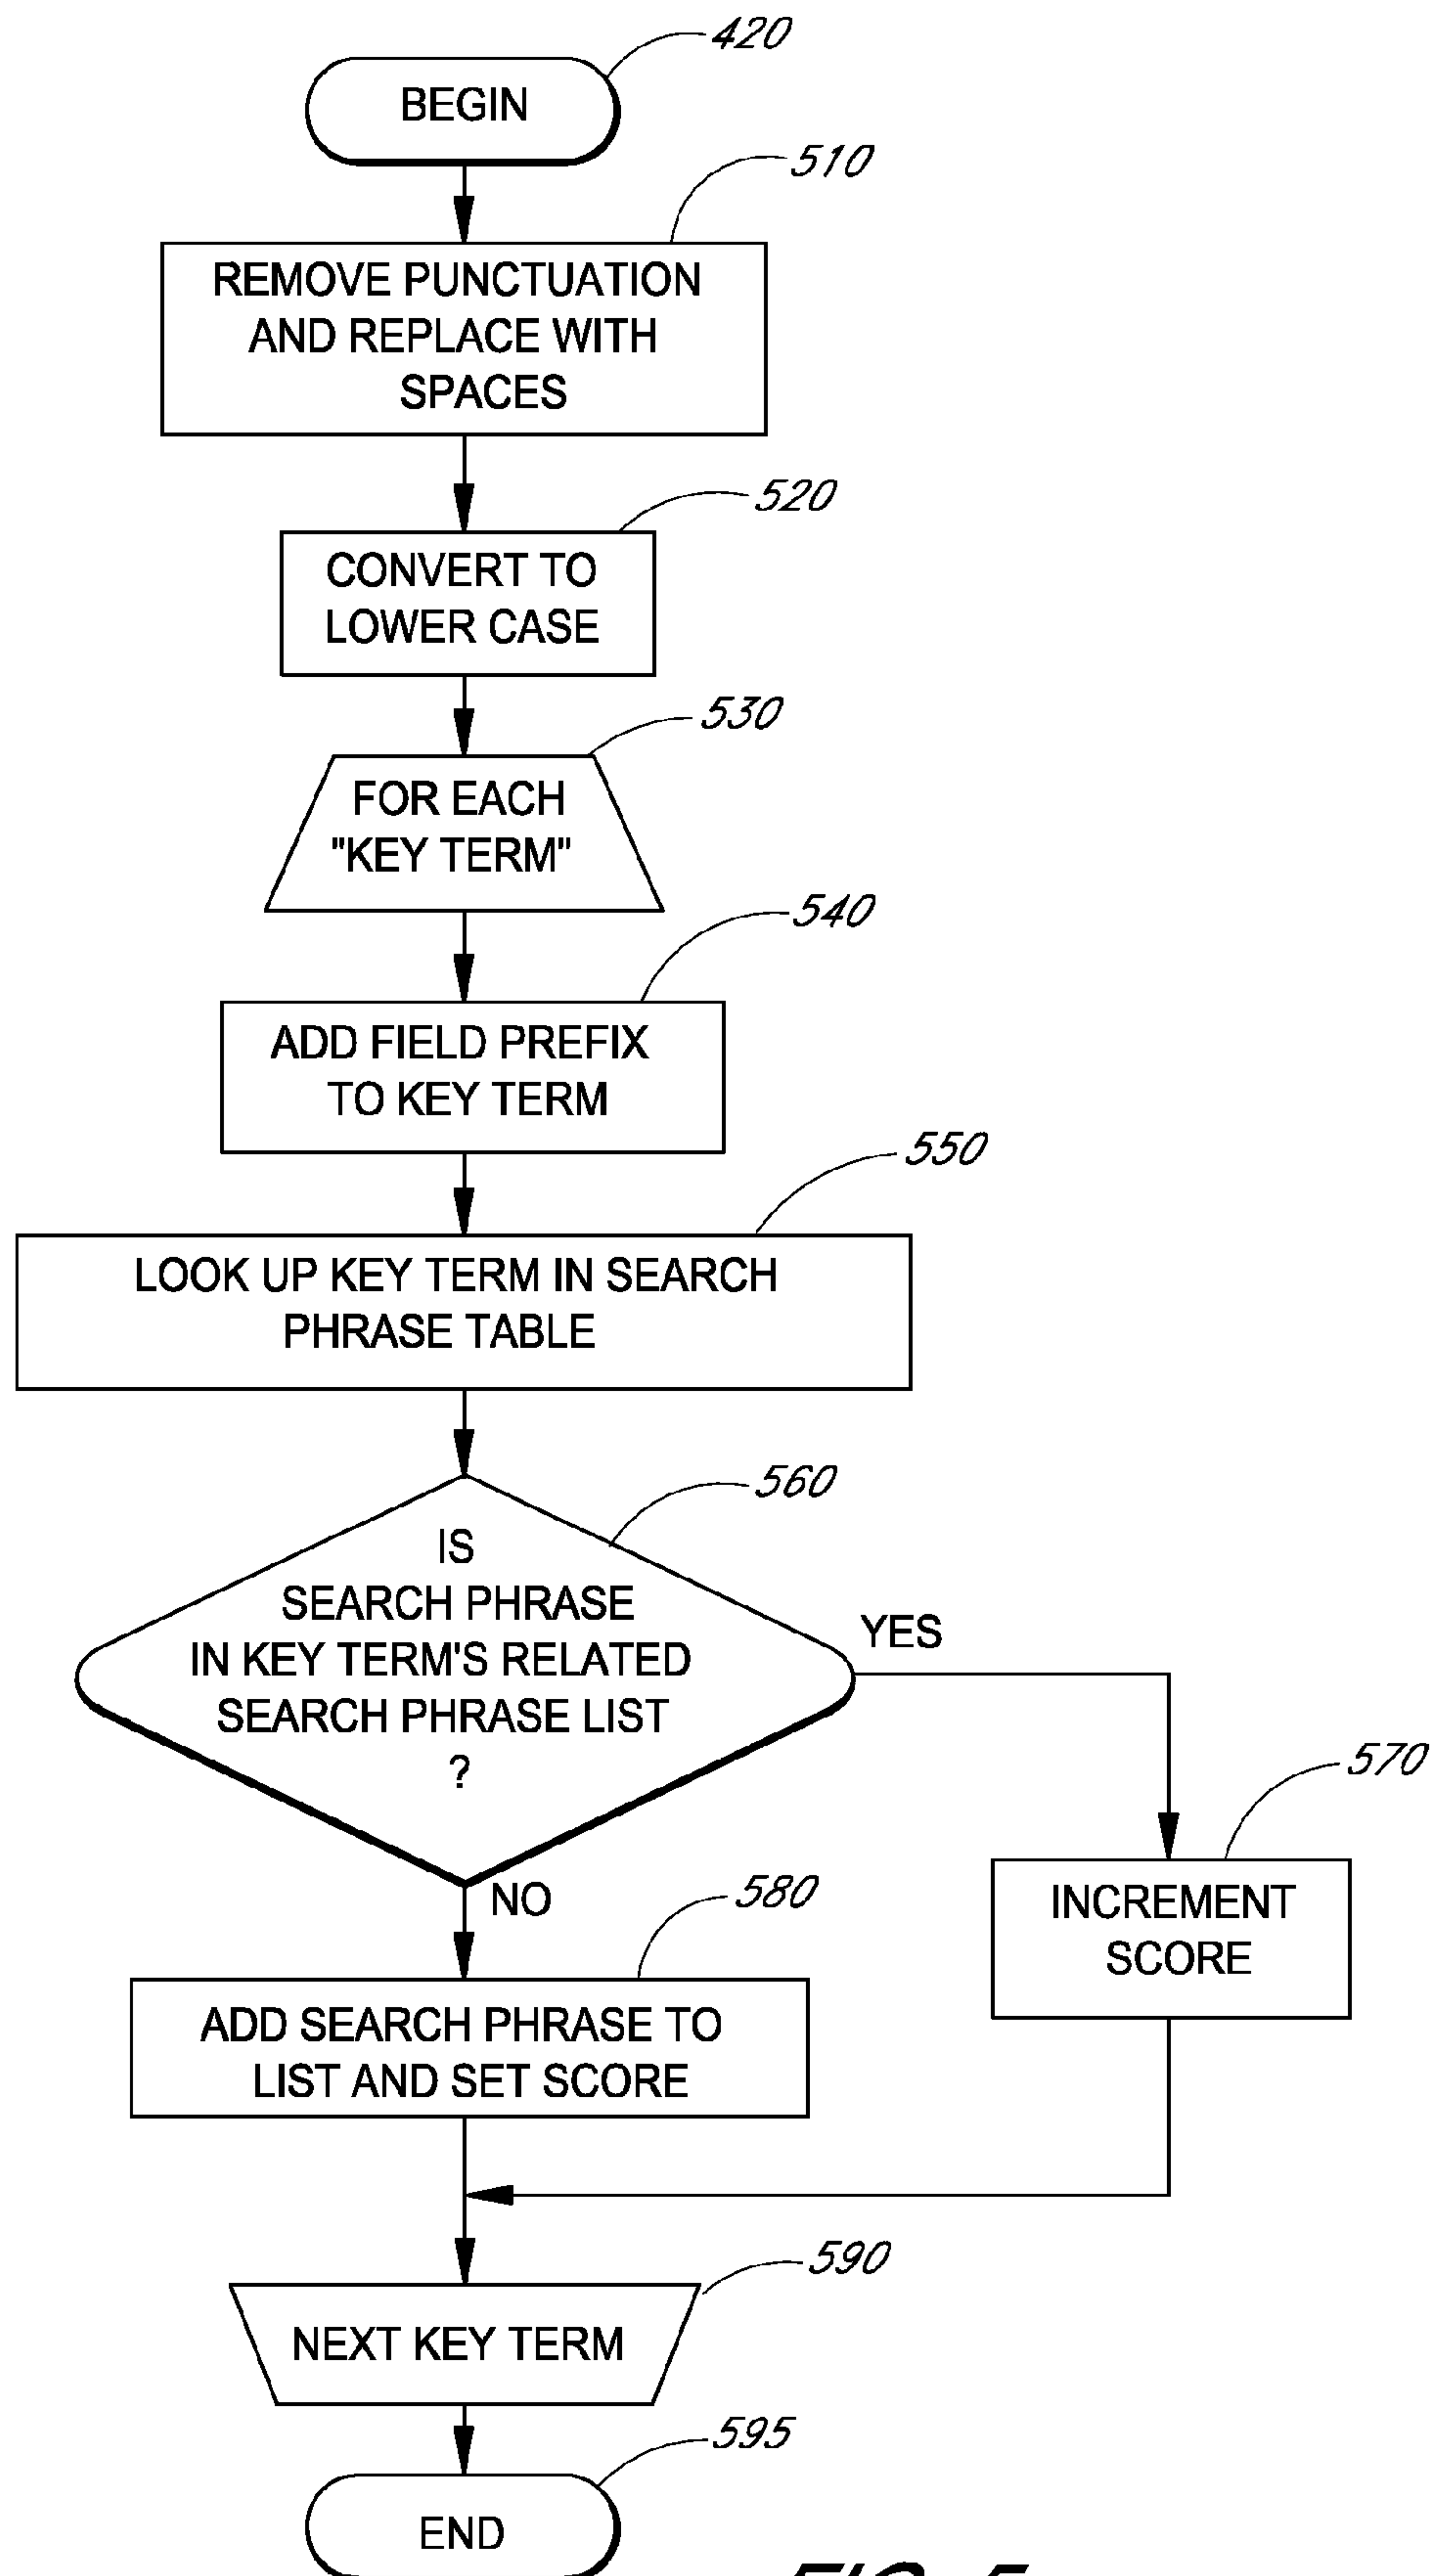 420
BEGIN
510
REMOVE PUNCTUATION
AND REPLACE WITH
SPACES
520
CONVERT TO
LOWER CASE
530
FOR EACH
"KEY TERM"
540
ADD FIELD PREFIX
TO KEY TERM
550
LOOK UP KEY TERM IN SEARCH
PHRASE TABLE
560
IS
SEARCH PHRASE
IN KEY TERM'S RELATED
SEARCH PHRASE LIST
?
YES
570
INCREMENT
SCORE
NO
580
ADD SEARCH PHRASE TO
LIST AND SET SCORE
590
NEXT KEY TERM
595
END